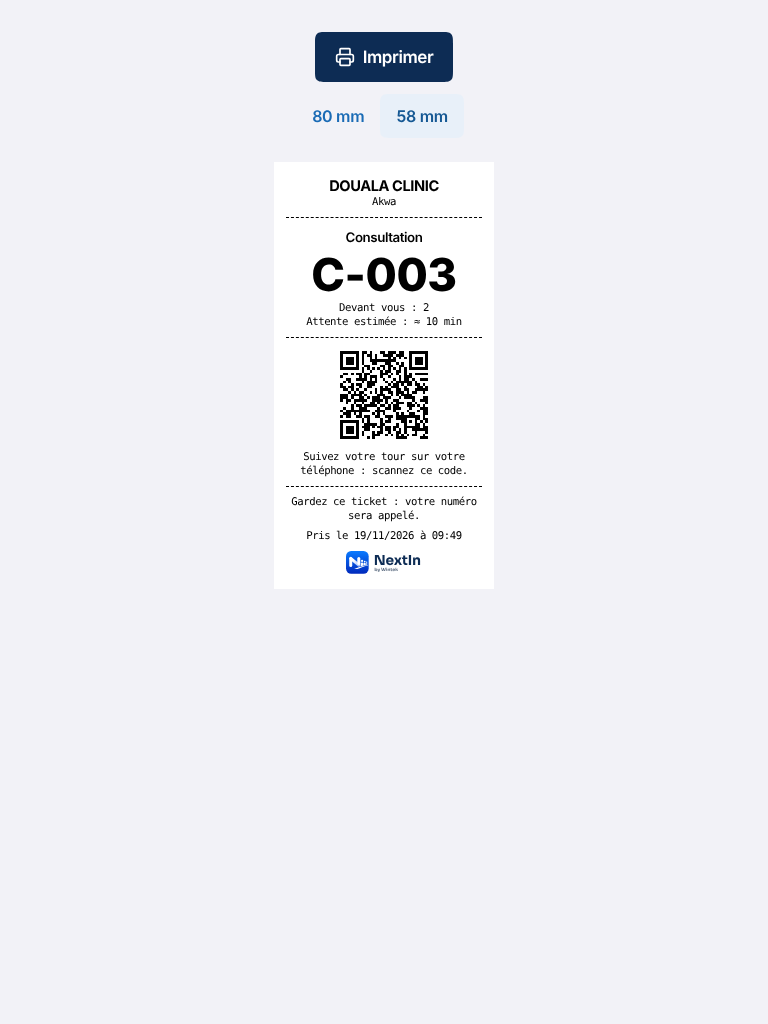 Imprimer
80 mm
58 mm
DOUALA CLINIC
Akwa
Consultation
C-003
Devant vous : 2
Attente estimée : ≈ 10 min
Suivez votre tour sur votre
téléphone : scannez ce code.
Gardez ce ticket : votre numéro
sera appelé.
Pris le 19/11/2026 à 09:49
NextIn